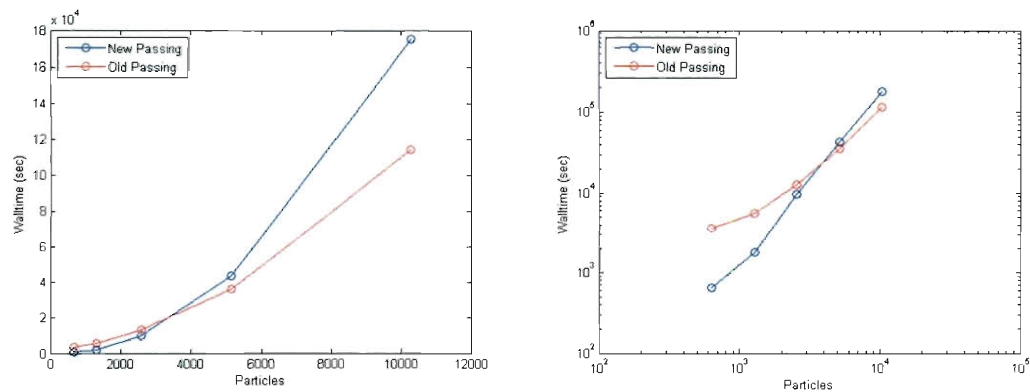 x 10^4
18
16
14
12
10
8
6
4
2
0
Walltime (sec)
New Passing
Old Passing
0 2000 4000 6000 8000 10000 12000
Particles
10^6
10^5
10^4
10^3
10^2
Walltime (sec)
New Passing
Old Passing
10^2 10^3 10^4 10^5
Particles